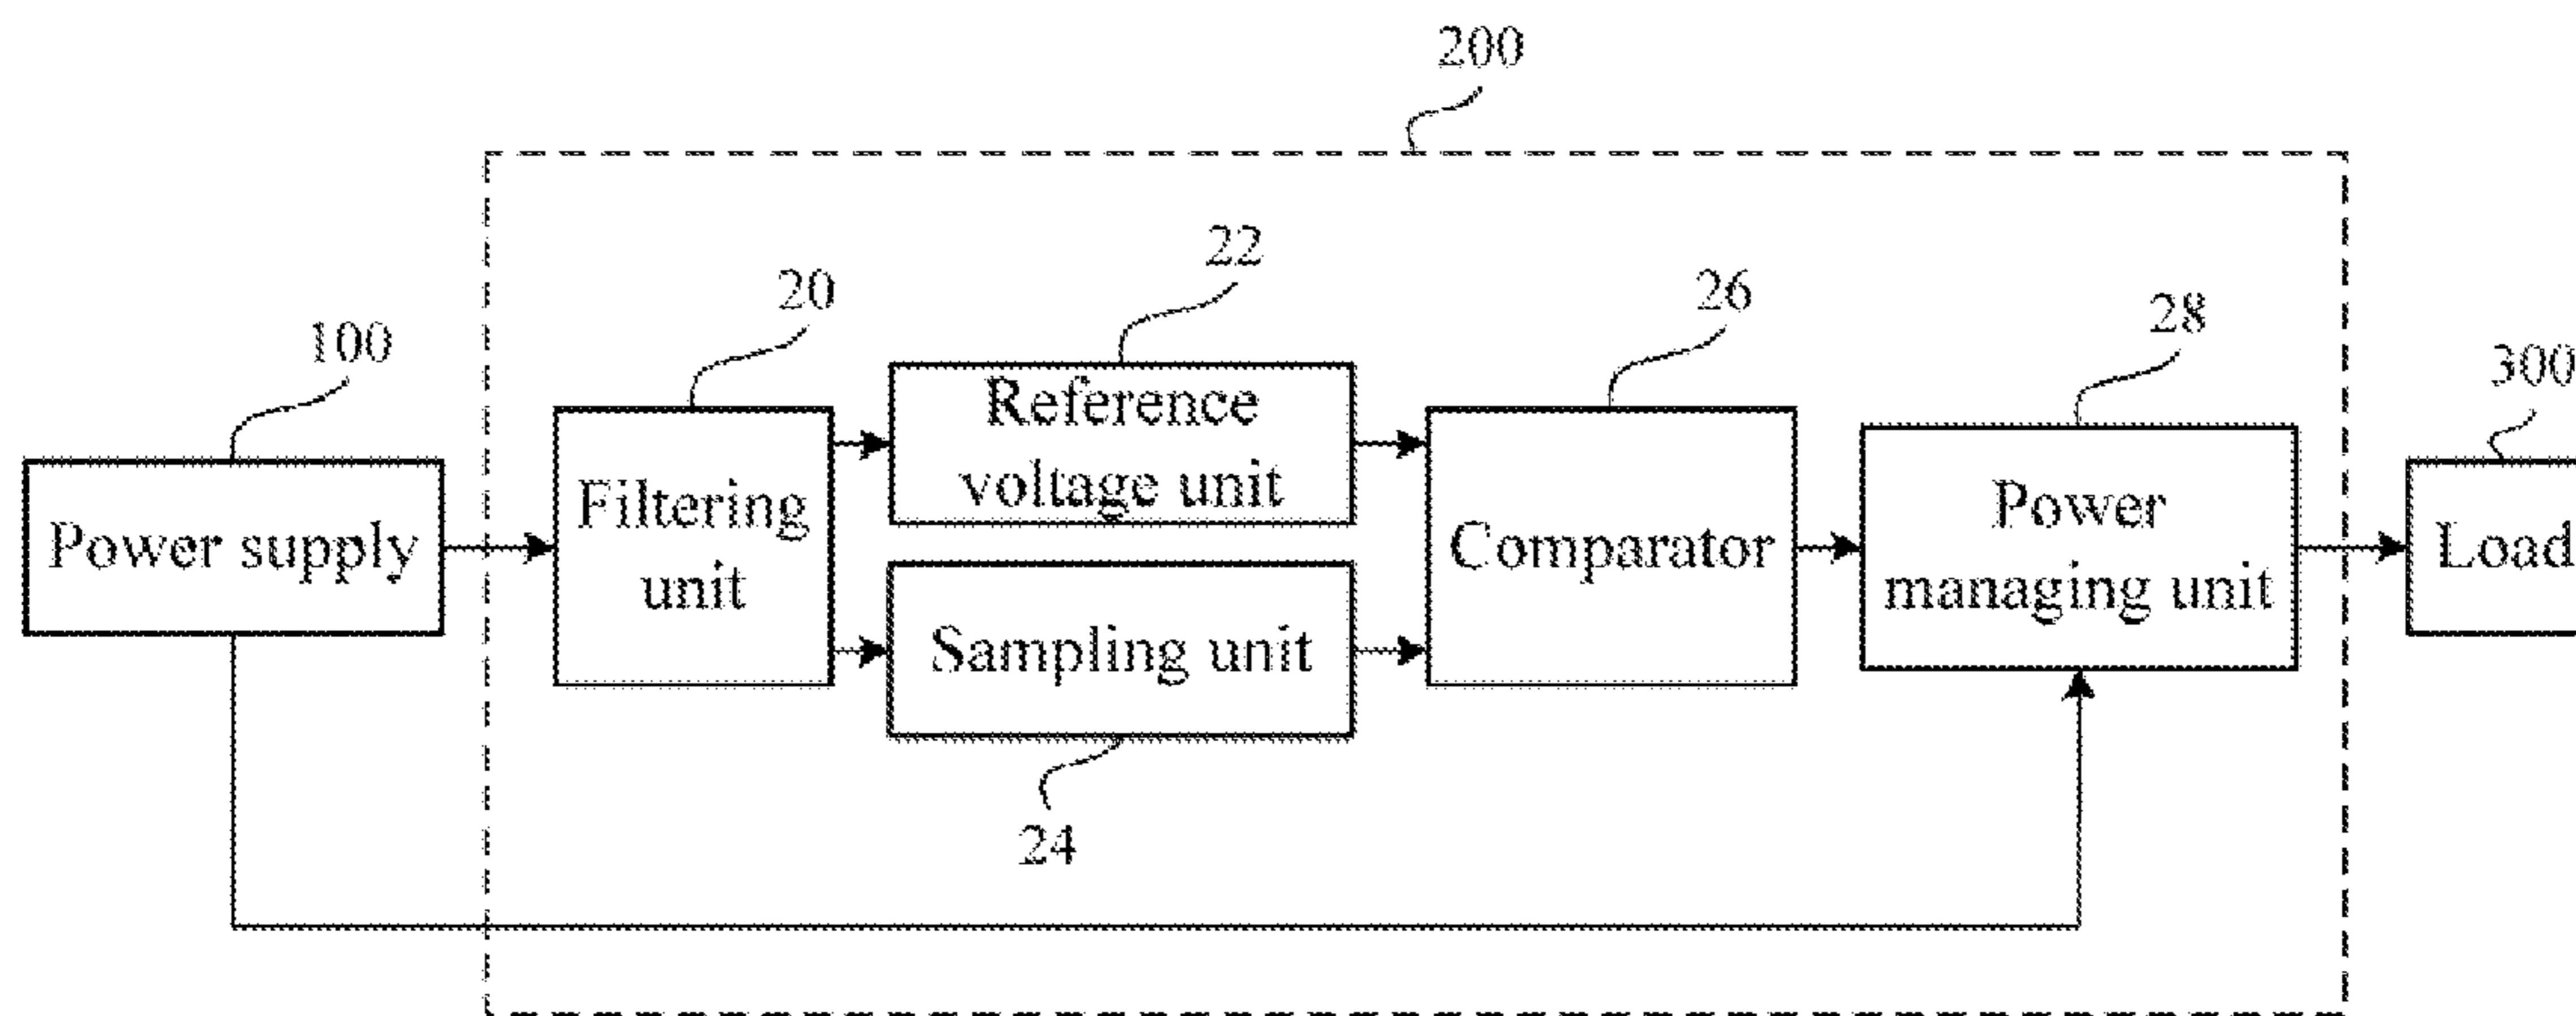 200
22
20
26
28
100
300
Reference
voltage unit
Filtering
unit
Power supply
Comparator
Power
managing unit
Load
Sampling unit
24